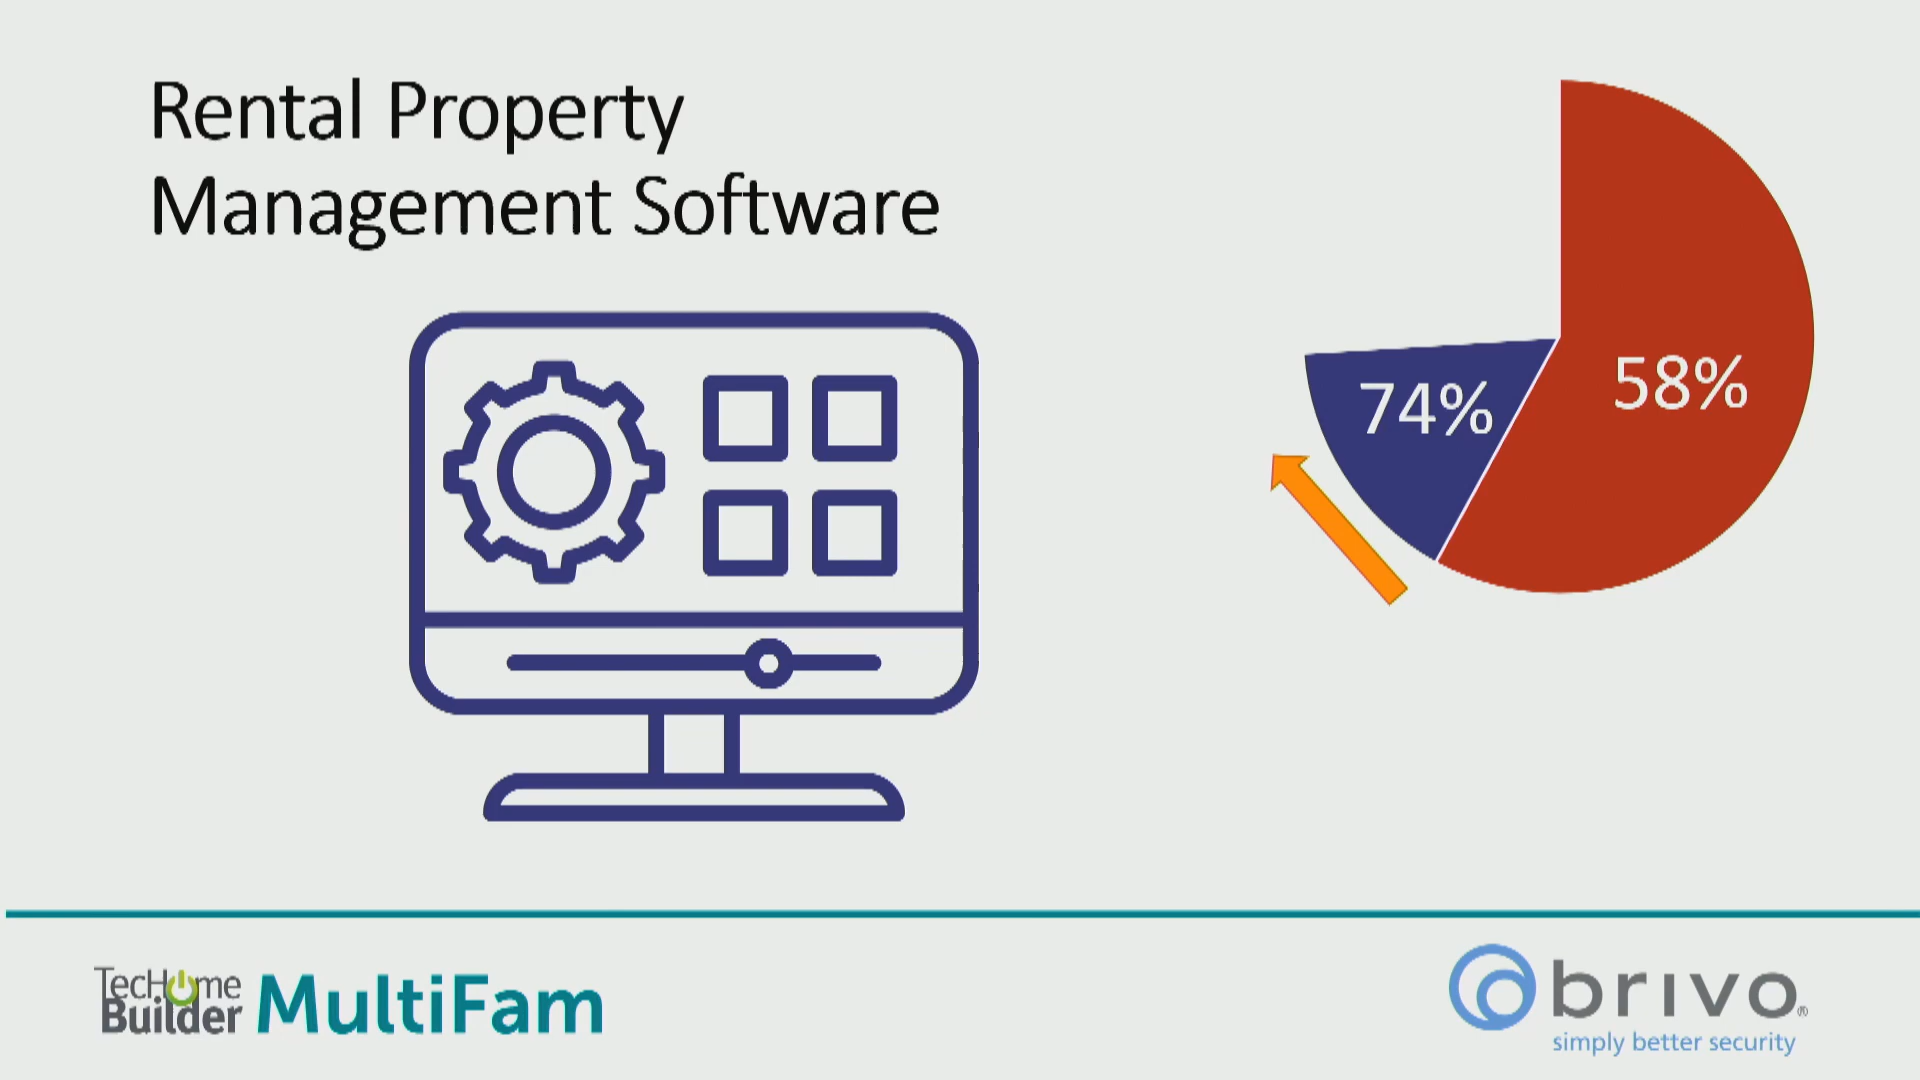 Rental Property
Management Software
74%
58%
TecHome
Builder
MultiFam
brivo®
simply better security